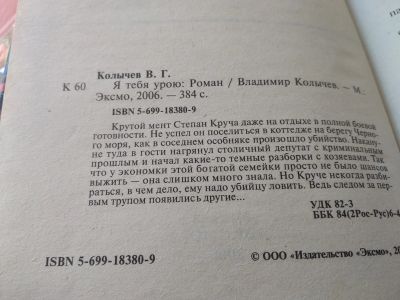 Колычев В. Г.
К 60 Я тебя урою: Роман / Владимир Колычев. — М.:
Эксмо, 2006. — 384 с.
ISBN 5-699-18380-9
Крутой мент Степан Круча даже на отдыхе в полной боевой
готовности. Не успел он поселиться в коттедже на берегу Черно-
го моря, как в соседнем особняке произошло убийство. Накану-
не туда в гости нагрянул столичный депутат с криминальным
прошлым и начал какие-то темные разборки с хозяевами. Так
что у экономки этой богатой семейки просто не было шансов
выжить — она слишком много знала. Но Круче некогда разби-
раться, в чем дело, ему надо убийцу ловить. Ведь следом за пер-
вым трупом появились другие...
УДК 82-3
ББК 84(2Рос-Рус)6-4
ISBN 5-699-18380-9
© ООО «Издательство «Эксмо»,